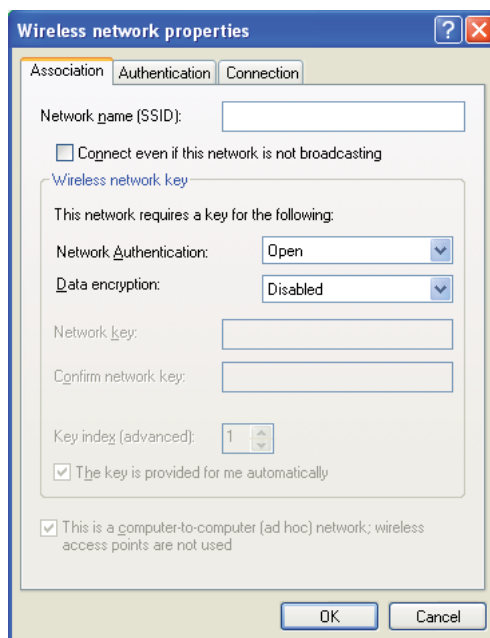 Wireless network properties
Association
Authentication
Connection
Network name (SSID):
Connect even if this network is not broadcasting
Wireless network key
This network requires a key for the following:
Network Authentication:
Open
Data encryption:
Disabled
Network key:
Confirm network key:
Key index (advanced):
1
The key is provided for me automatically
This is a computer-to-computer (ad hoc) network; wireless
access points are not used
OK
Cancel